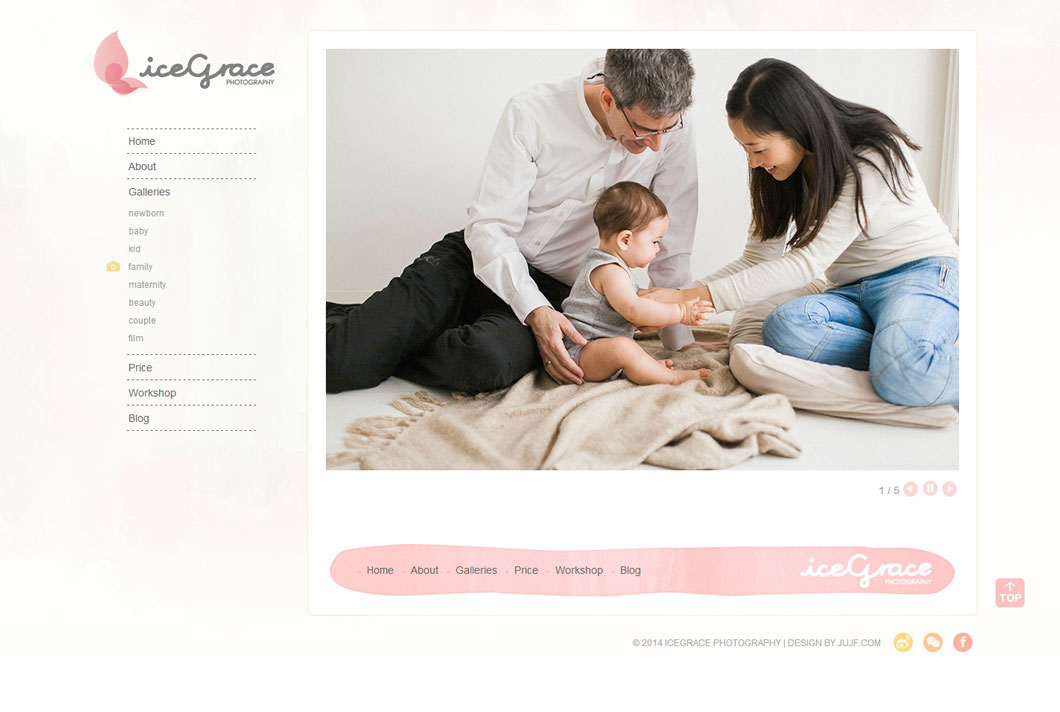 iceGrace
PHOTOGRAPHY
Home
About
Galleries
newborn
baby
kid
family
maternity
beauty
couple
film
Price
Workshop
Blog
1 / 5
Home About Galleries Price Workshop Blog
iceGrace
PHOTOGRAPHY
TOP
© 2014 ICEGRACE PHOTOGRAPHY | DESIGN BY JUJF.COM
f